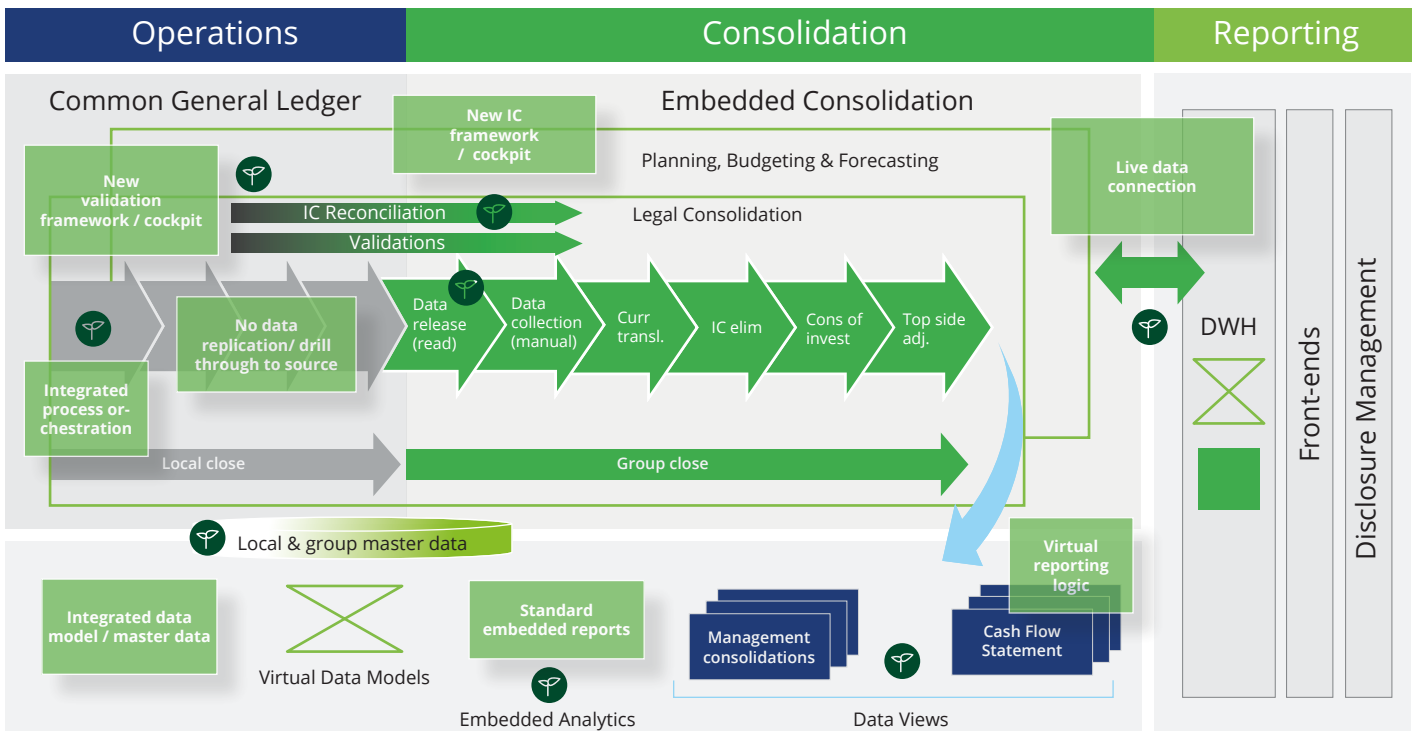 Operations
Consolidation
Reporting
Common General Ledger
Embedded Consolidation
New IC
framework
/ cockpit
Planning, Budgeting & Forecasting
Live data
connection
New
validation
framework / cockpit
IC Reconciliation
Legal Consolidation
Validations
No data
replication/ drill
through to source
Data
release
(read)
Data
collection
(manual)
Curr
transl.
IC elim
Cons of
invest
Top side
adj.
DWH
Front-ends
Disclosure Management
Integrated
process or-
chestration
Local close
Group close
Local & group master data
Integrated data
model / master data
Virtual Data Models
Standard
embedded reports
Embedded Analytics
Management
consolidations
Virtual
reporting
logic
Cash Flow
Statement
Data Views